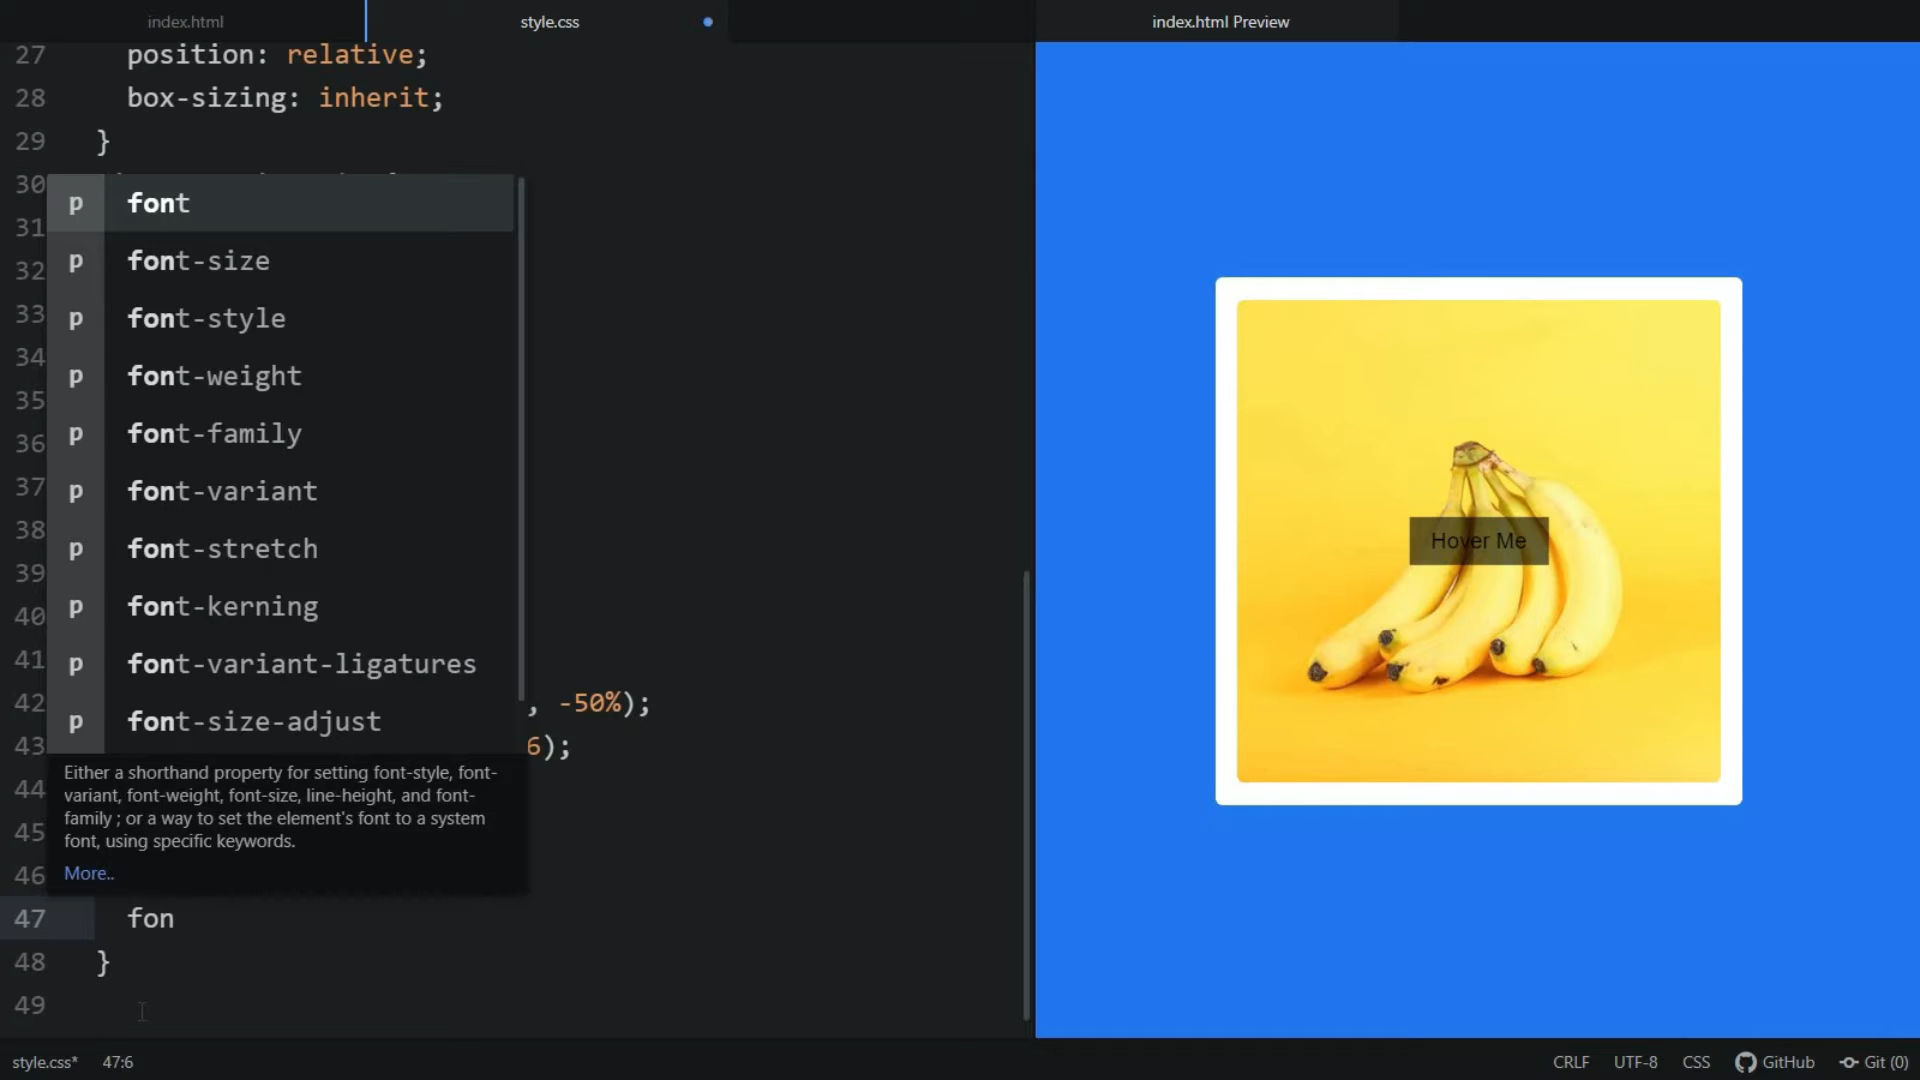 index.html
style.css
index.html Preview
27 position: relative;
28 box-sizing: inherit;
29 }
30
p font
31
p font-size
32
33
p font-style
34
p font-weight
35
36
p font-family
37
p font-variant
38
39
p font-stretch
40
p font-kerning
41
p font-variant-ligatures
42 , -50%);
p font-size-adjust
43 6);
Either a shorthand property for setting font-style, font-
44
variant, font-weight, font-size, line-height, and font-
family ; or a way to set the element's font to a system
45
font, using specific keywords.
46
More..
47 fon
48 }
49
Hover Me
style.css* 47:6
CRLF UTF-8 CSS GitHub Git (0)